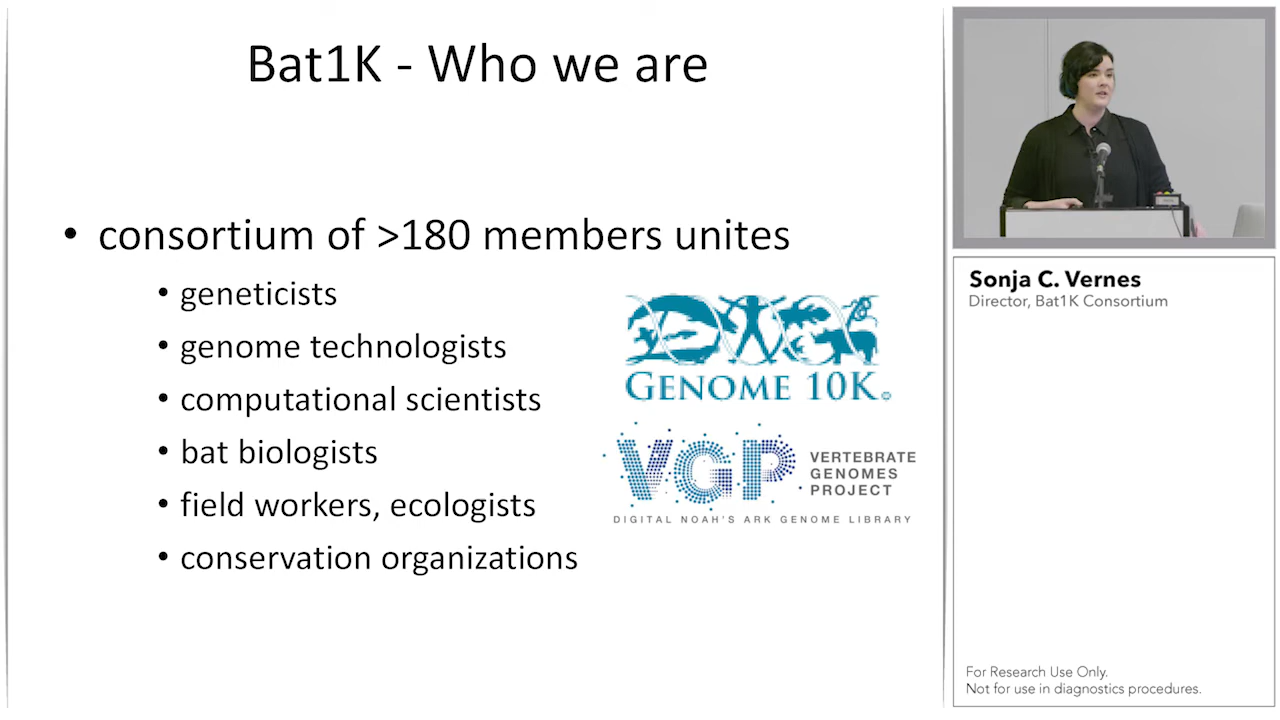 Bat1K - Who we are
• consortium of >180 members unites
• geneticists
• genome technologists
• computational scientists
• bat biologists
• field workers, ecologists
• conservation organizations
GENOME 10K©
VGP
VERTEBRATE
GENOMES
PROJECT
DIGITAL NOAH'S ARK GENOME LIBRARY
Sonja C. Vernes
Director, Bat1K Consortium
For Research Use Only.
Not for use in diagnostics procedures.